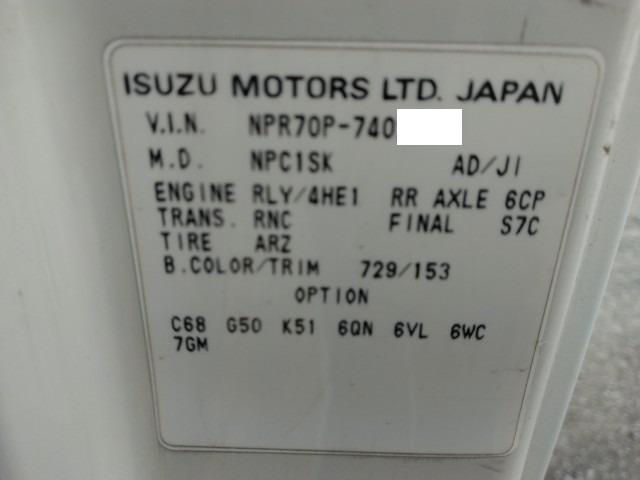 ISUZU MOTORS LTD. JAPAN
V.I.N. NPR70P-740
M.D. NPC1SK AD/JI
ENGINE RLY/4HE1 RR AXLE 6CP
TRANS. RNC FINAL S7C
TIRE ARZ
B.COLOR/TRIM 729/153
OPTION
C68 G50 K51 6QN 6VL 6WC
7GM